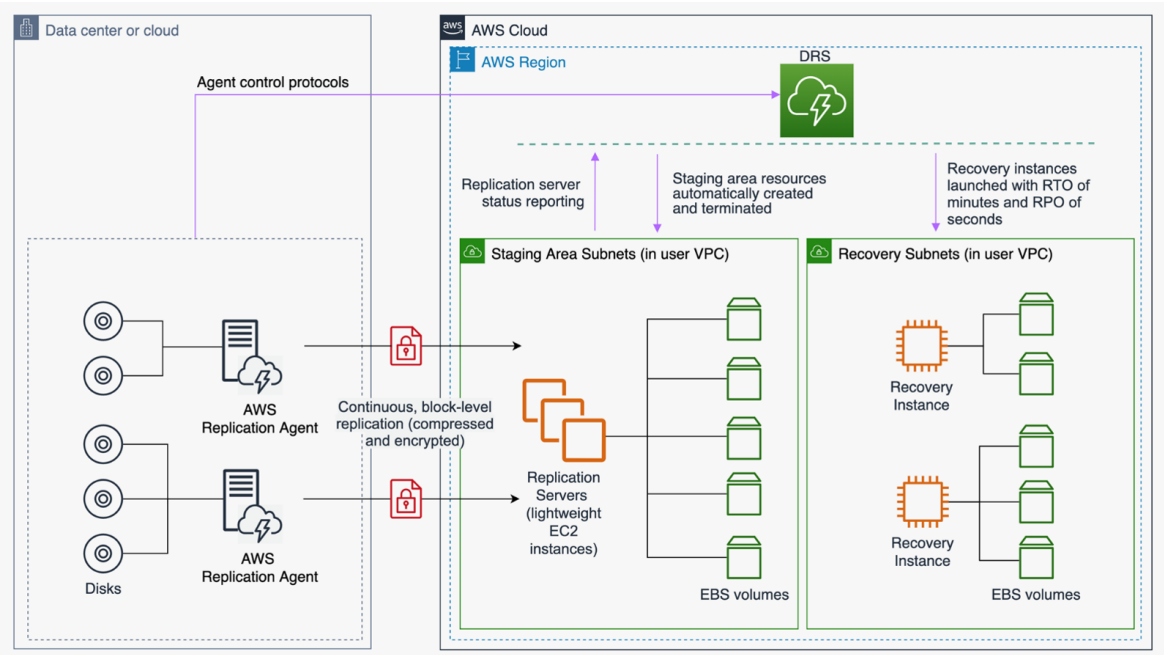 Data center or cloud
aws
AWS Cloud
AWS Region
DRS
Agent control protocols
Replication server
status reporting
Staging area resources
automatically created
and terminated
Recovery instances
launched with RTO of
minutes and RPO of
seconds
Staging Area Subnets (in user VPC)
Recovery Subnets (in user VPC)
AWS
Replication Agent
Continuous, block-level
replication (compressed
and encrypted)
AWS
Replication Agent
Disks
Replication
Servers
(lightweight
EC2
instances)
EBS volumes
Recovery
Instance
Recovery
Instance
EBS volumes